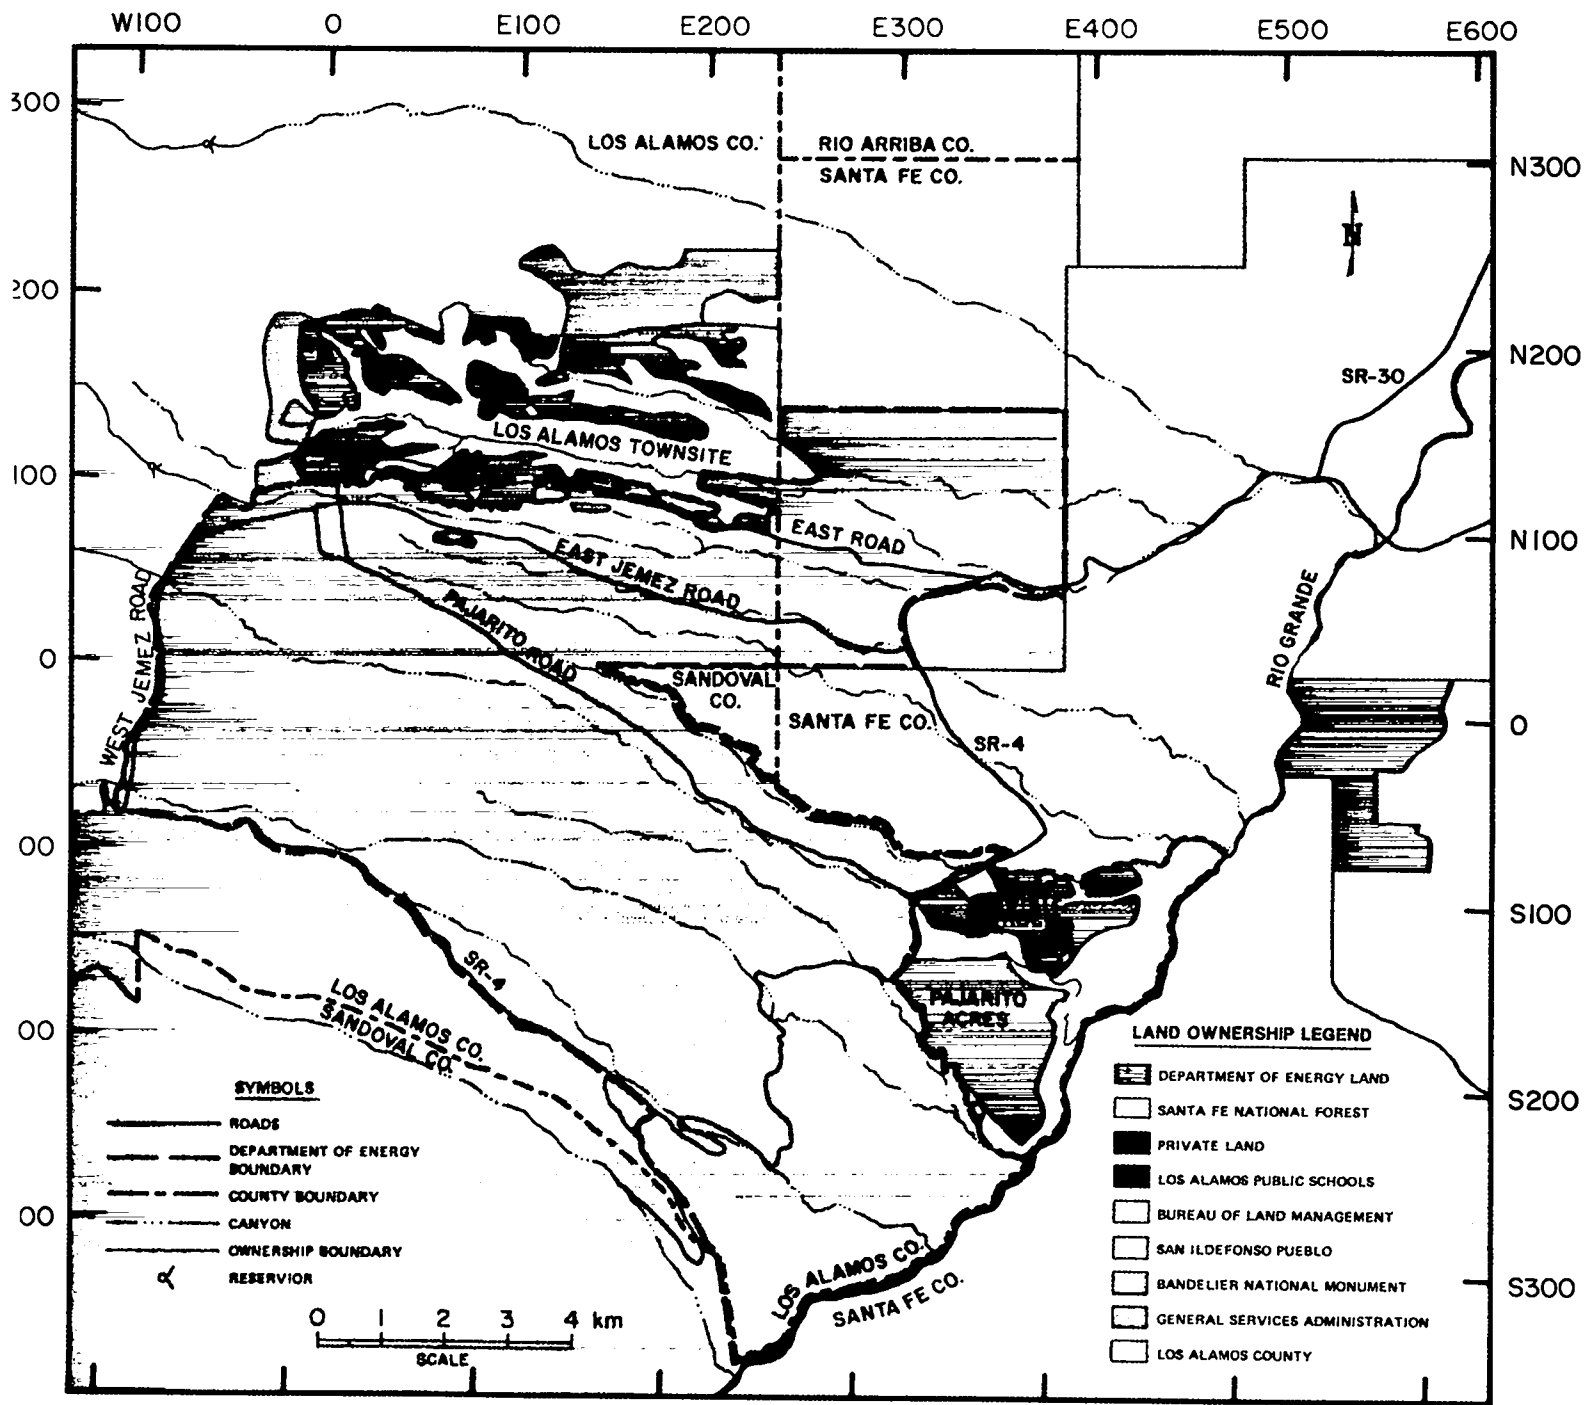 W100 0 E100 E200 E300 E400 E500 E600
300
200
100
0
00
00
00
N300
N200
N100
0
S100
S200
S300
LOS ALAMOS CO.
RIO ARRIBA CO.
SANTA FE CO.
N
SR-30
LOS ALAMOS TOWNSITE
EAST ROAD
EAST JEMEZ ROAD
PAJARITO ROAD
WEST JEMEZ ROAD
RIO GRANDE
SANDOVAL
CO.
SANTA FE CO.
SR-4
SR-4
LOS ALAMOS CO.
SANDOVAL CO.
PAJARITO
ACRES
LOS ALAMOS CO.
SANTA FE CO.
SYMBOLS
ROADS
DEPARTMENT OF ENERGY
BOUNDARY
COUNTY BOUNDARY
CANYON
OWNERSHIP BOUNDARY
RESERVIOR
0 1 2 3 4 km
SCALE
LAND OWNERSHIP LEGEND
DEPARTMENT OF ENERGY LAND
SANTA FE NATIONAL FOREST
PRIVATE LAND
LOS ALAMOS PUBLIC SCHOOLS
BUREAU OF LAND MANAGEMENT
SAN ILDEFONSO PUEBLO
BANDELIER NATIONAL MONUMENT
GENERAL SERVICES ADMINISTRATION
LOS ALAMOS COUNTY